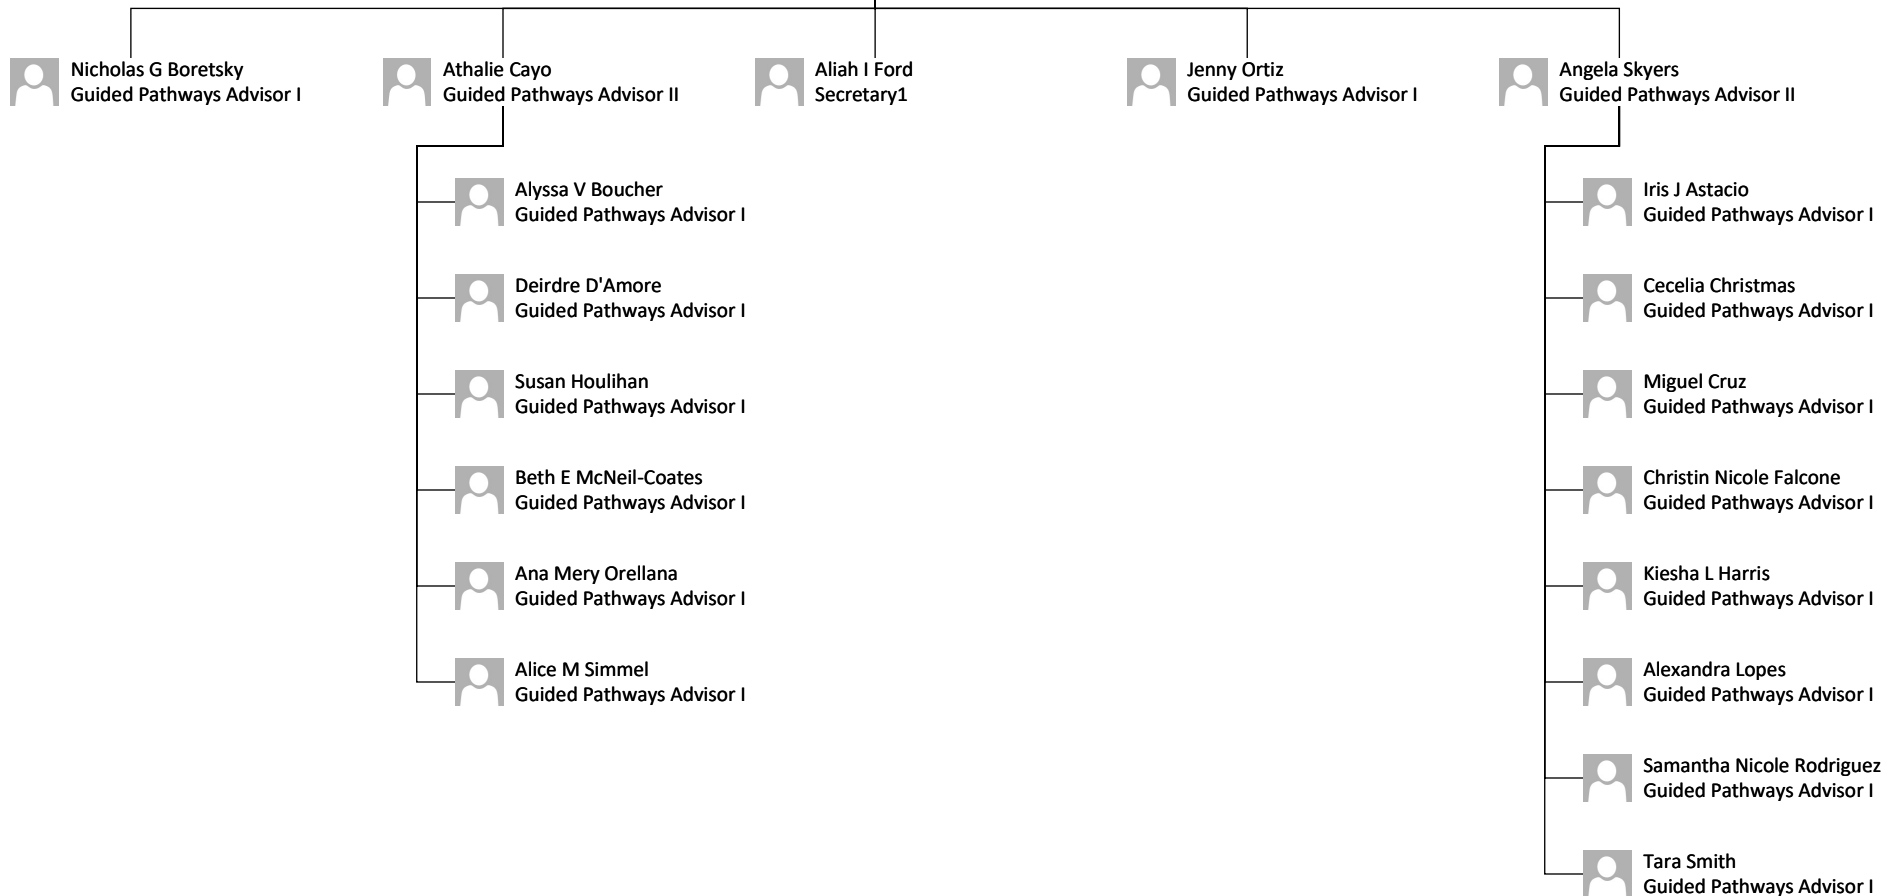 Nicholas G Boretsky
Guided Pathways Advisor I
Athalie Cayo
Guided Pathways Advisor II
Aliah I Ford
Secretary1
Jenny Ortiz
Guided Pathways Advisor I
Angela Skyers
Guided Pathways Advisor II
Alyssa V Boucher
Guided Pathways Advisor I
Deirdre D'Amore
Guided Pathways Advisor I
Susan Houlihan
Guided Pathways Advisor I
Beth E McNeil-Coates
Guided Pathways Advisor I
Ana Mery Orellana
Guided Pathways Advisor I
Alice M Simmel
Guided Pathways Advisor I
Iris J Astacio
Guided Pathways Advisor I
Cecelia Christmas
Guided Pathways Advisor I
Miguel Cruz
Guided Pathways Advisor I
Christin Nicole Falcone
Guided Pathways Advisor I
Kiesha L Harris
Guided Pathways Advisor I
Alexandra Lopes
Guided Pathways Advisor I
Samantha Nicole Rodriguez
Guided Pathways Advisor I
Tara Smith
Guided Pathways Advisor I